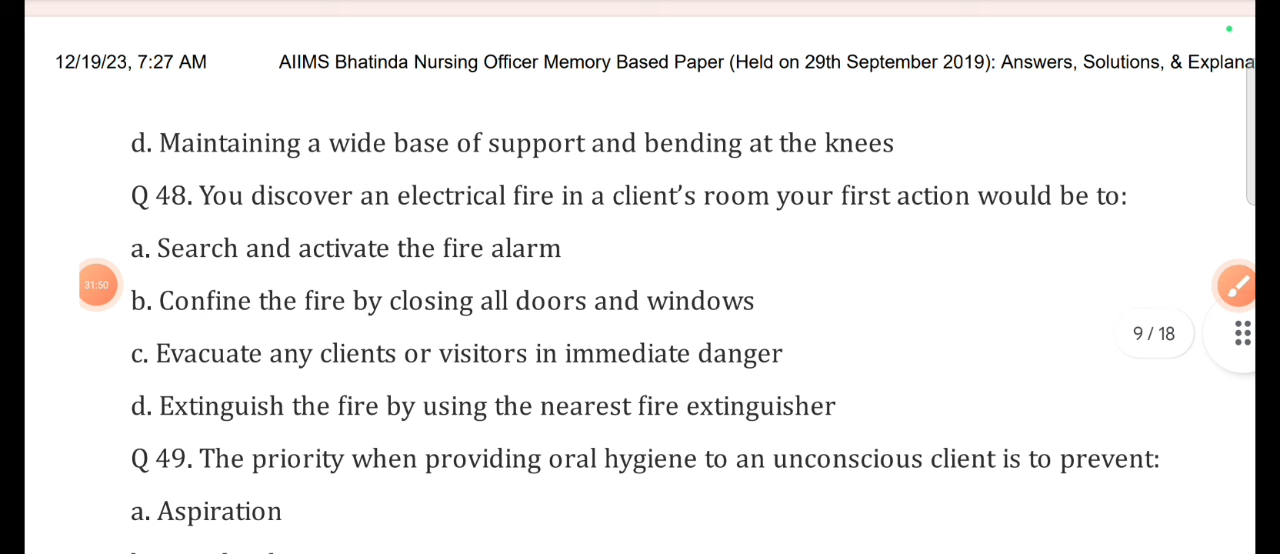 12/19/23, 7:27 AM AIIMS Bhatinda Nursing Officer Memory Based Paper (Held on 29th September 2019): Answers, Solutions, & Explana
d. Maintaining a wide base of support and bending at the knees
Q 48. You discover an electrical fire in a client’s room your first action would be to:
a. Search and activate the fire alarm
31:50
b. Confine the fire by closing all doors and windows
9 / 18
c. Evacuate any clients or visitors in immediate danger
d. Extinguish the fire by using the nearest fire extinguisher
Q 49. The priority when providing oral hygiene to an unconscious client is to prevent:
a. Aspiration